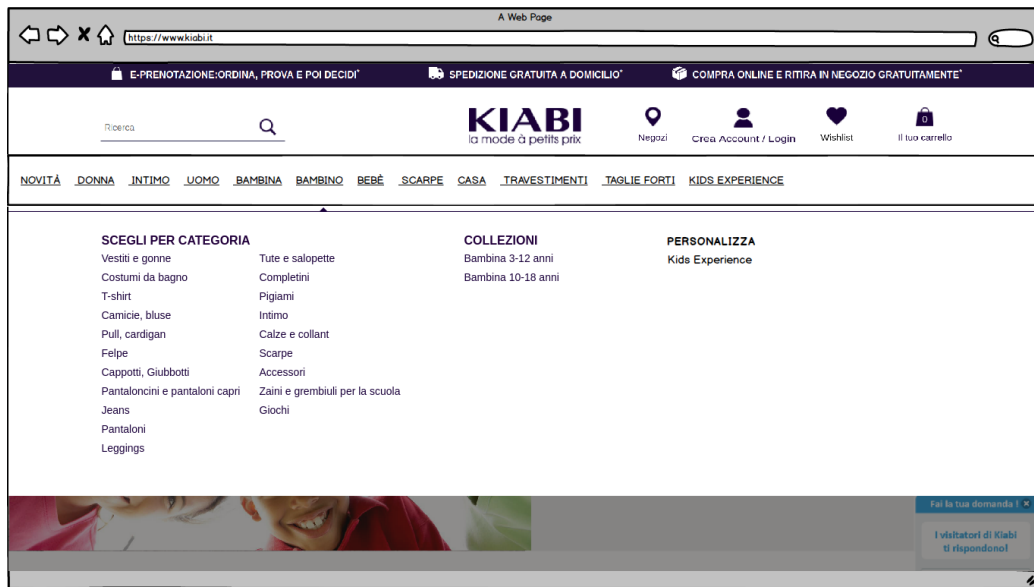 A Web Page
https://www.kiabi.it
E-PRENOTAZIONE:ORDINA, PROVA E POI DECIDI*
SPEDIZIONE GRATUITA A DOMICILIO*
COMPRA ONLINE E RITIRA IN NEGOZIO GRATUITAMENTE*
Ricerca
KIABI
la mode à petits prix
Negozi
Crea Account / Login
Wishlist
0
Il tuo carrello
NOVITÀ DONNA INTIMO UOMO BAMBINA BAMBINO BEBÈ SCARPE CASA TRAVESTIMENTI TAGLIE FORTI KIDS EXPERIENCE
SCEGLI PER CATEGORIA
Vestiti e gonne
Costumi da bagno
T-shirt
Camicie, bluse
Pull, cardigan
Felpe
Cappotti, Giubbotti
Pantaloncini e pantaloni capri
Jeans
Pantaloni
Leggings
Tute e salopette
Completini
Pigiami
Intimo
Calze e collant
Scarpe
Accessori
Zaini e grembiuli per la scuola
Giochi
COLLEZIONI
Bambina 3-12 anni
Bambina 10-18 anni
PERSONALIZZA
Kids Experience
Fai la tua domanda !
I visitatori di Kiabi
ti rispondono!